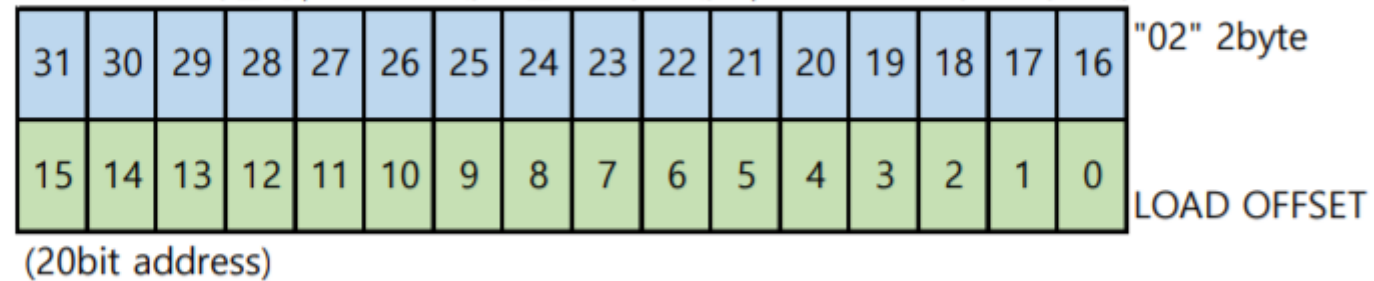 31 30 29 28 27 26 25 24 23 22 21 20 19 18 17 16 "02" 2byte
15 14 13 12 11 10 9 8 7 6 5 4 3 2 1 0 LOAD OFFSET
(20bit address)